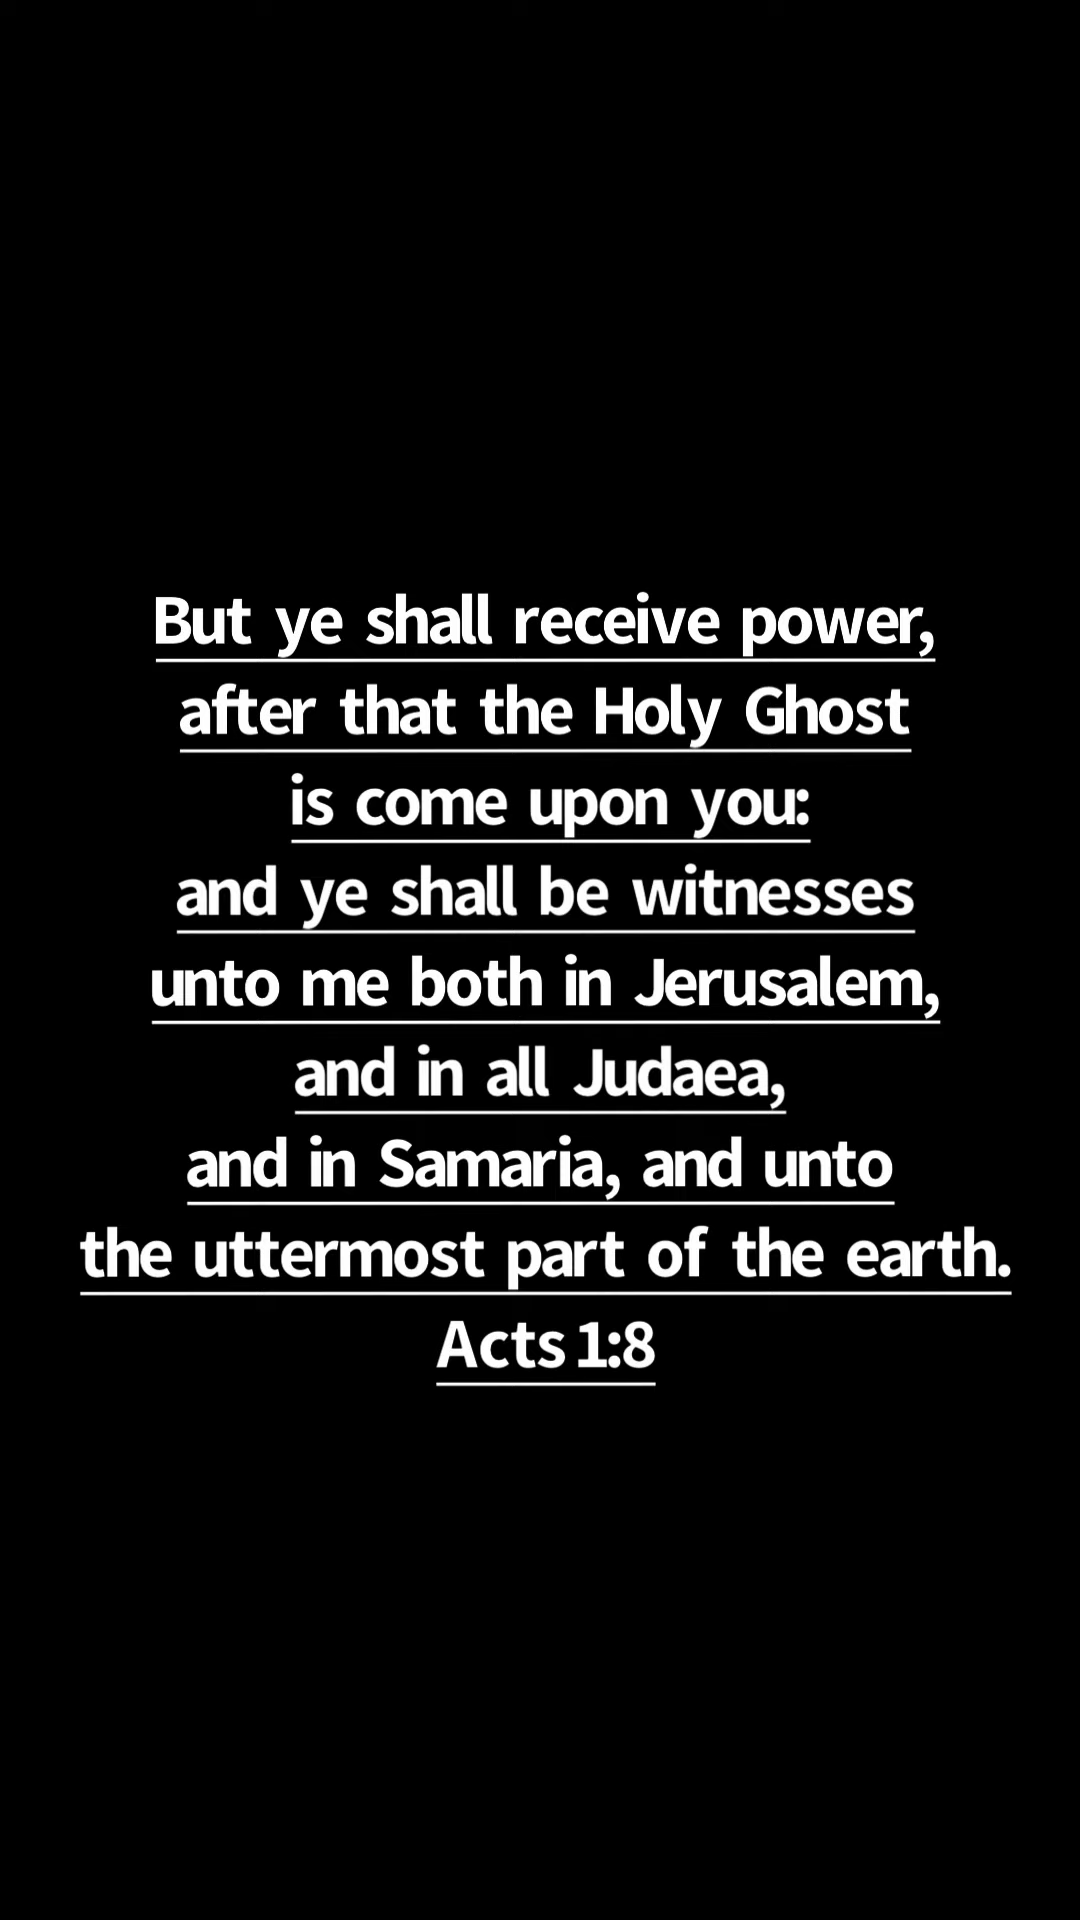 But ye shall receive power,
after that the Holy Ghost
is come upon you:
and ye shall be witnesses
unto me both in Jerusalem,
and in all Judaea,
and in Samaria, and unto
the uttermost part of the earth.
Acts 1:8